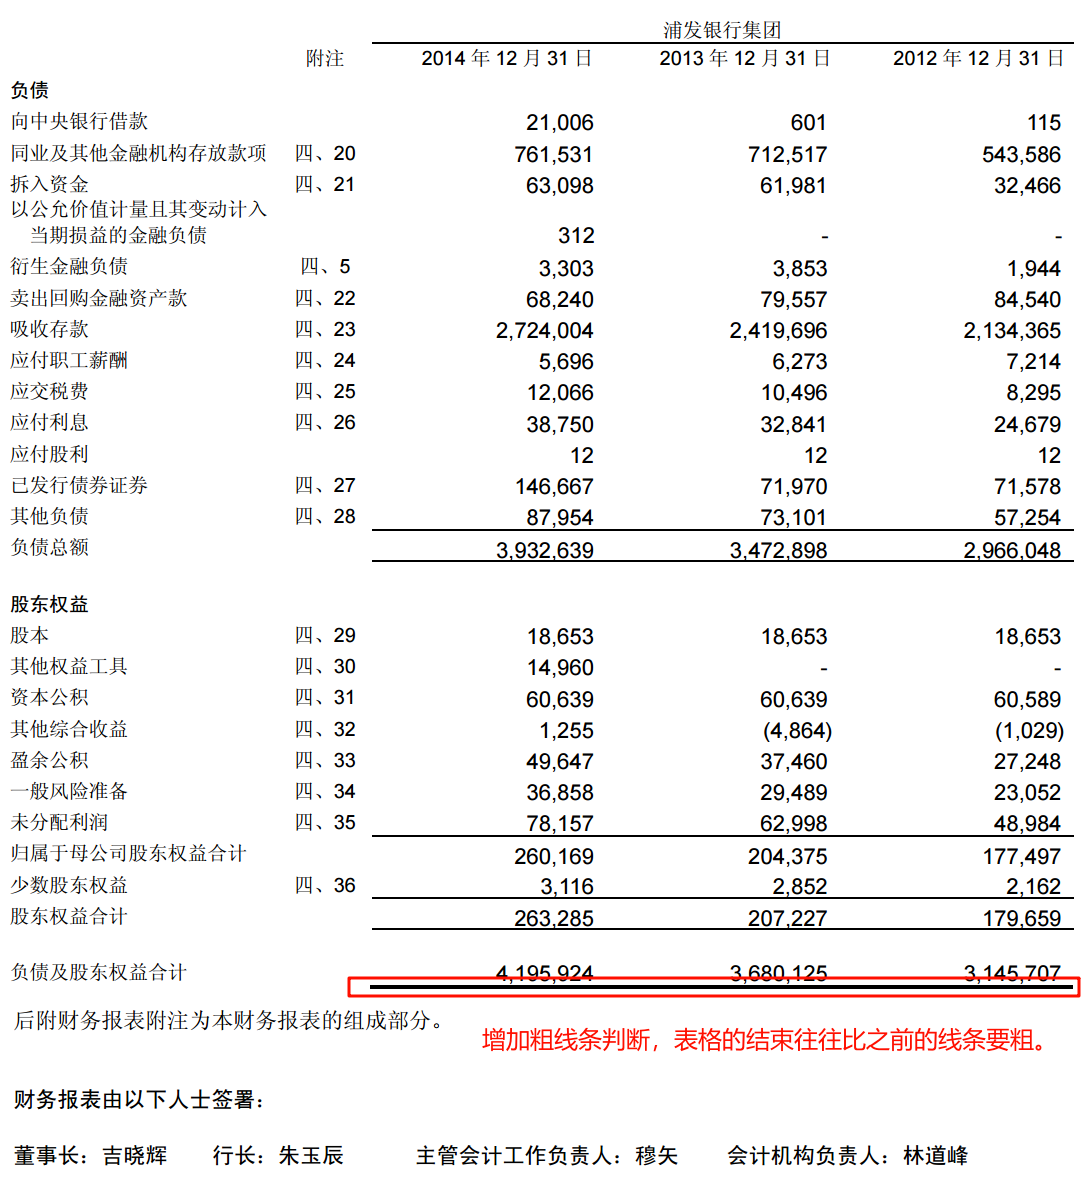 浦发银行集团
附注 2014 年 12 月 31 日 2013 年 12 月 31 日 2012 年 12 月 31 日
负债
向中央银行借款 21,006 601 115
同业及其他金融机构存放款项 四、20 761,531 712,517 543,586
拆入资金 四、21 63,098 61,981 32,466
以公允价值计量且其变动计入
当期损益的金融负债 312 - -
衍生金融负债 四、5 3,303 3,853 1,944
卖出回购金融资产款 四、22 68,240 79,557 84,540
吸收存款 四、23 2,724,004 2,419,696 2,134,365
应付职工薪酬 四、24 5,696 6,273 7,214
应交税费 四、25 12,066 10,496 8,295
应付利息 四、26 38,750 32,841 24,679
应付股利 12 12 12
已发行债券证券 四、27 146,667 71,970 71,578
其他负债 四、28 87,954 73,101 57,254
负债总额 3,932,639 3,472,898 2,966,048
股东权益
股本 四、29 18,653 18,653 18,653
其他权益工具 四、30 14,960 - -
资本公积 四、31 60,639 60,639 60,589
其他综合收益 四、32 1,255 (4,864) (1,029)
盈余公积 四、33 49,647 37,460 27,248
一般风险准备 四、34 36,858 29,489 23,052
未分配利润 四、35 78,157 62,998 48,984
归属于母公司股东权益合计 260,169 204,375 177,497
少数股东权益 四、36 3,116 2,852 2,162
股东权益合计 263,285 207,227 179,659
负债及股东权益合计 4,195,924 3,680,125 3,145,707
后附财务报表附注为本财务报表的组成部分。
增加粗线条判断，表格的结束往往比之前的线条要粗。
财务报表由以下人士签署：
董事长：吉晓辉 行长：朱玉辰 主管会计工作负责人：穆矢 会计机构负责人：林道峰